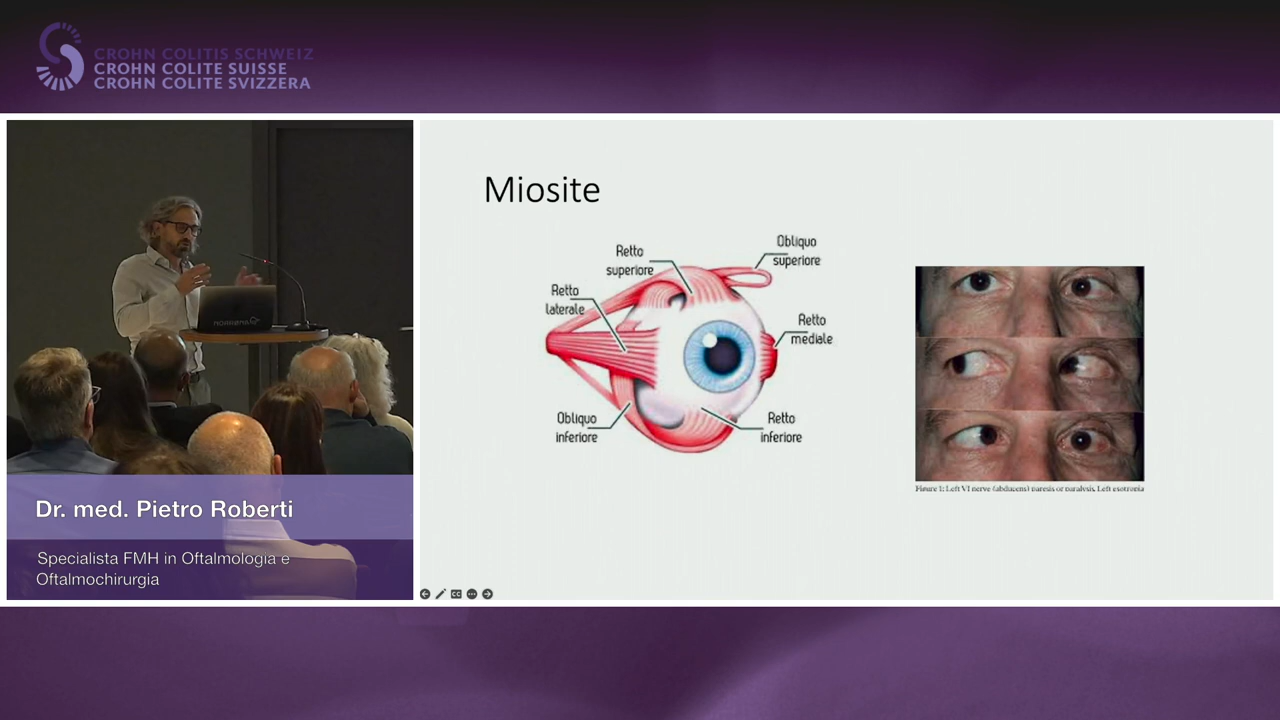 CROHN COLITIS SCHWEIZ
CROHN COLITE SUISSE
CROHN COLITE SVIZZERA
Dr. med. Pietro Roberti
Specialista FMH in Oftalmologia e
Oftalmochirurgia
Miosite
Retto
superiore
Obliquo
superiore
Retto
laterale
Retto
mediale
Obliquo
inferiore
Retto
inferiore
Figure 1: Left VI nerve (abducens) paresis or paralysis. Left esotropia